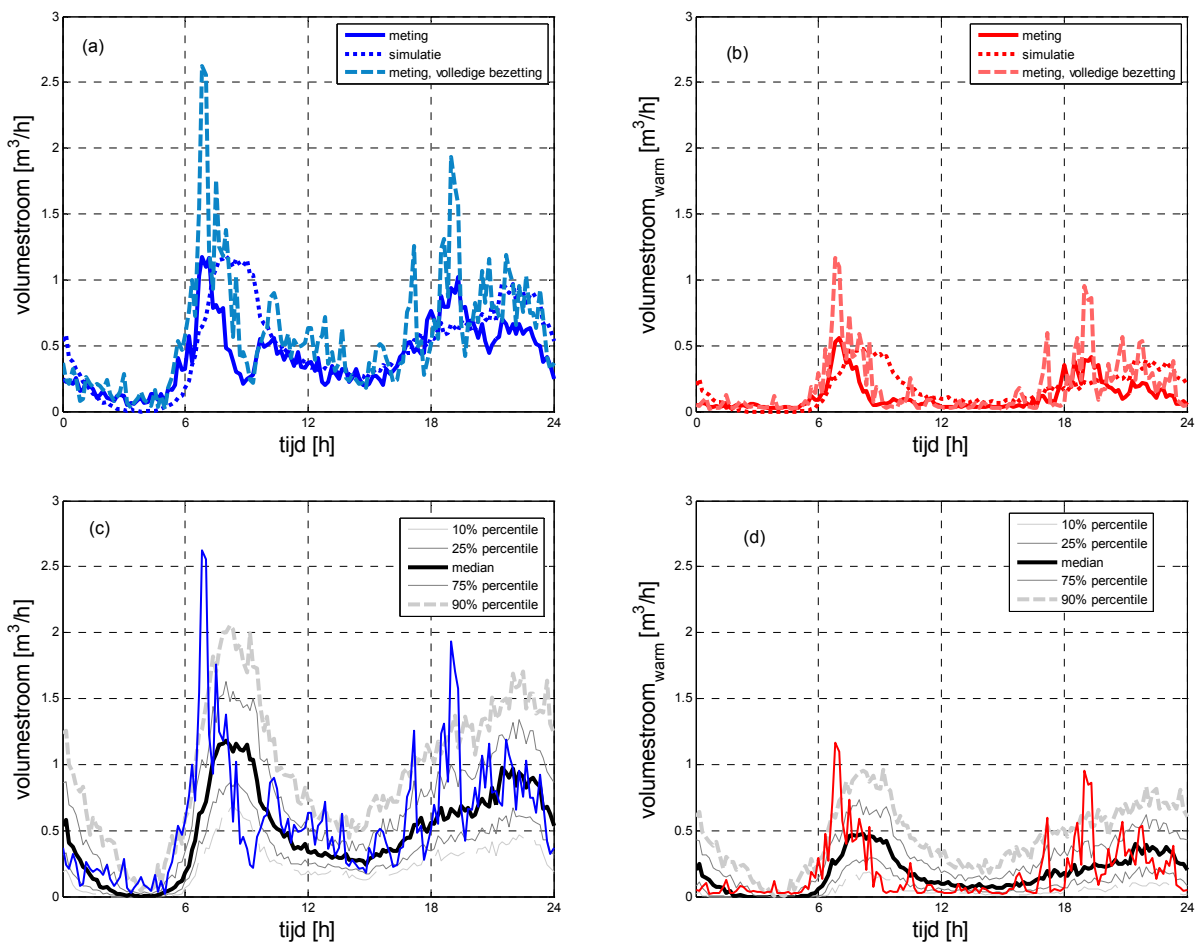 (a)
meting
simulatie
meting, volledige bezetting
volumestroom [m³/h]
3
2.5
2
1.5
1
0.5
0
0 6 12 18 24
tijd [h]
(b)
meting
simulatie
meting, volledige bezetting
volumestroom_warm [m³/h]
3
2.5
2
1.5
1
0.5
0
0 6 12 18 24
tijd [h]
(c)
10% percentile
25% percentile
median
75% percentile
90% percentile
volumestroom [m³/h]
3
2.5
2
1.5
1
0.5
0
0 6 12 18 24
tijd [h]
(d)
10% percentile
25% percentile
median
75% percentile
90% percentile
volumestroom_warm [m³/h]
3
2.5
2
1.5
1
0.5
0
0 6 12 18 24
tijd [h]